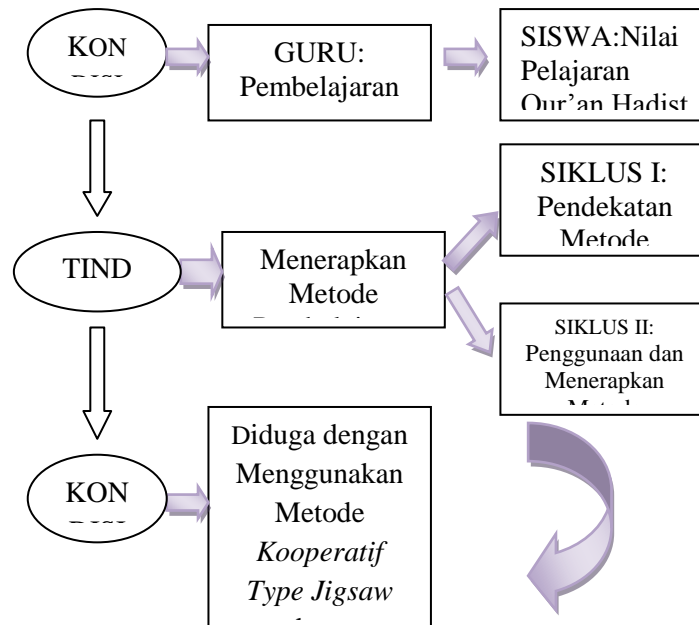 KON
GURU:
Pembelajaran
SISWA:Nilai
Pelajaran
Qur’an Hadist
TIND
Menerapkan
Metode
SIKLUS I:
Pendekatan
Metode
SIKLUS II:
Penggunaan dan
Menerapkan
KON
Diduga dengan
Menggunakan
Metode
Kooperatif
Type Jigsaw